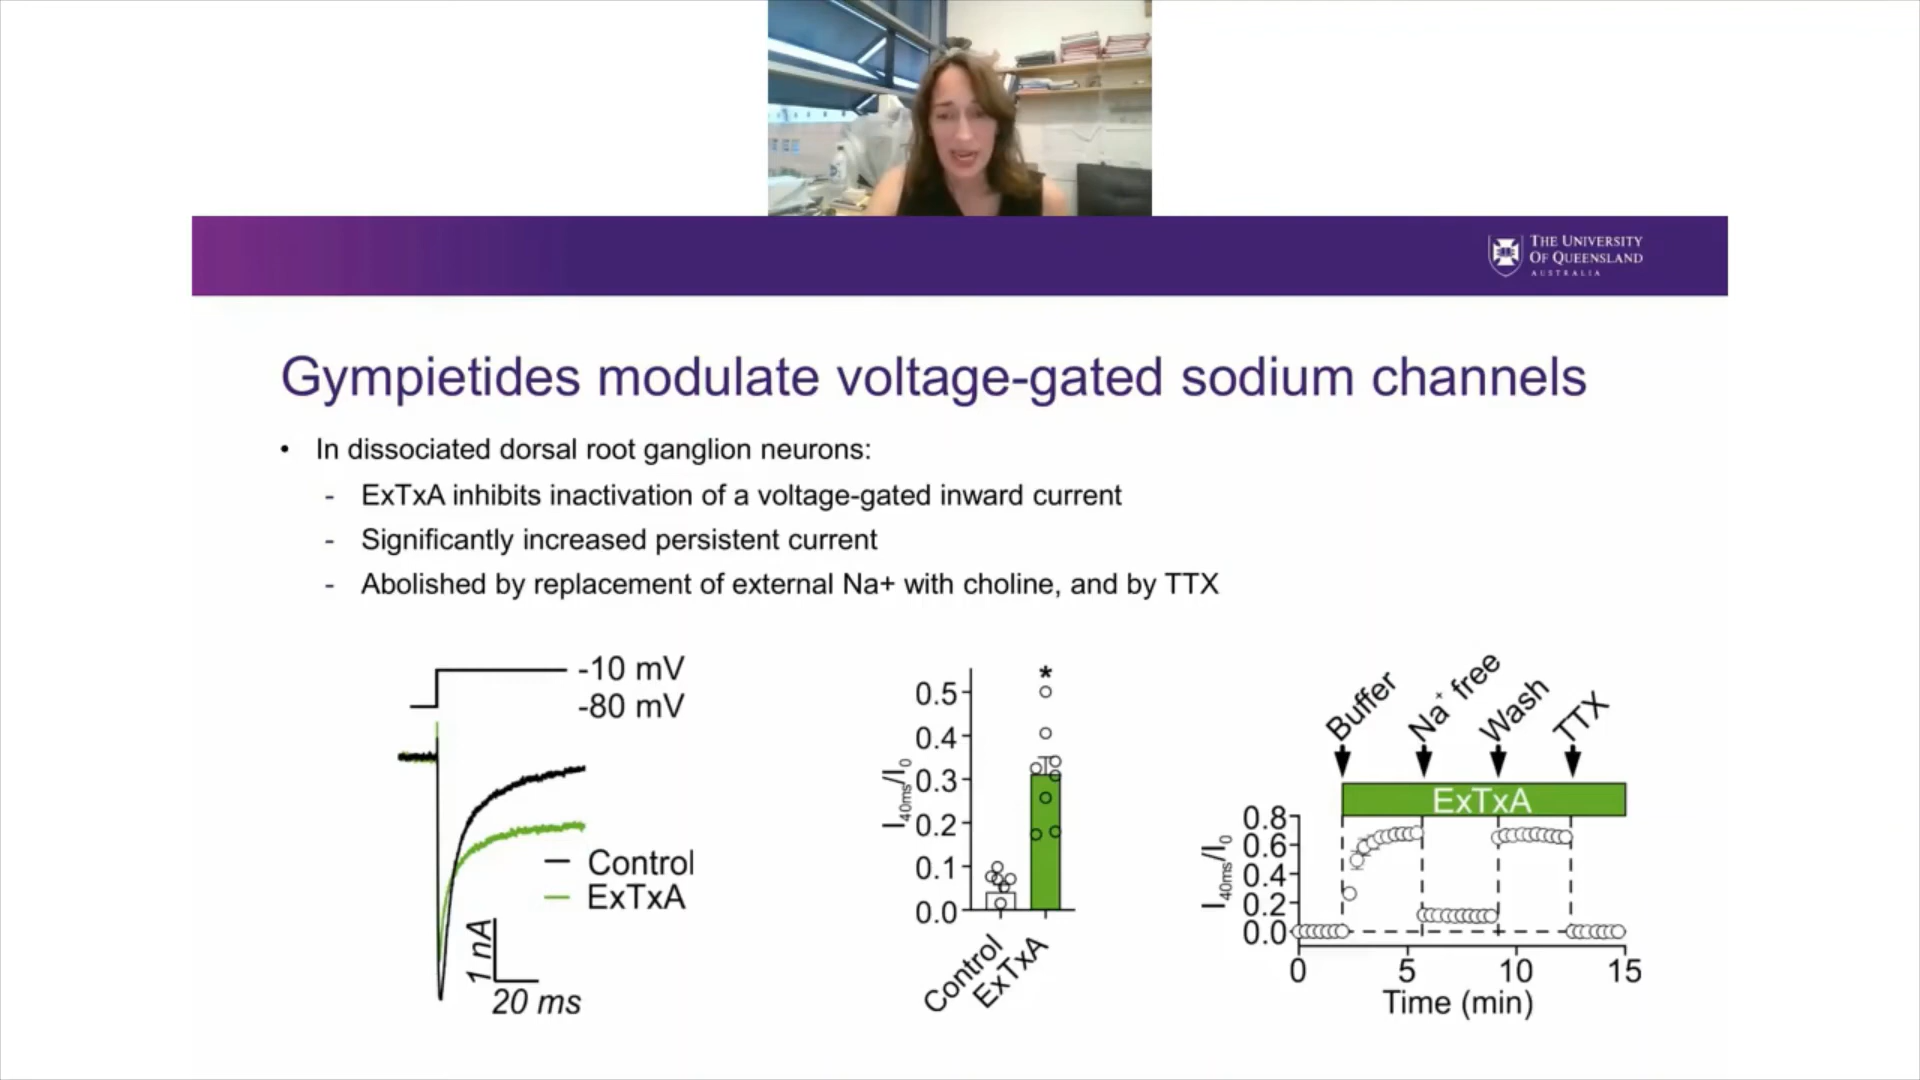 THE UNIVERSITY
OF QUEENSLAND
AUSTRALIA
Gympietides modulate voltage-gated sodium channels
• In dissociated dorsal root ganglion neurons:
- ExTxA inhibits inactivation of a voltage-gated inward current
- Significantly increased persistent current
- Abolished by replacement of external Na+ with choline, and by TTX
-10 mV
-80 mV
Control
ExTxA
1 nA
20 ms
*
0.5
0.4
0.3
0.2
0.1
0.0
I40ms/I0
Control
ExTxA
Buffer
Na+ free
Wash
TTX
ExTxA
0.8
0.6
0.4
0.2
0.0
I40ms/I0
0 5 10 15
Time (min)